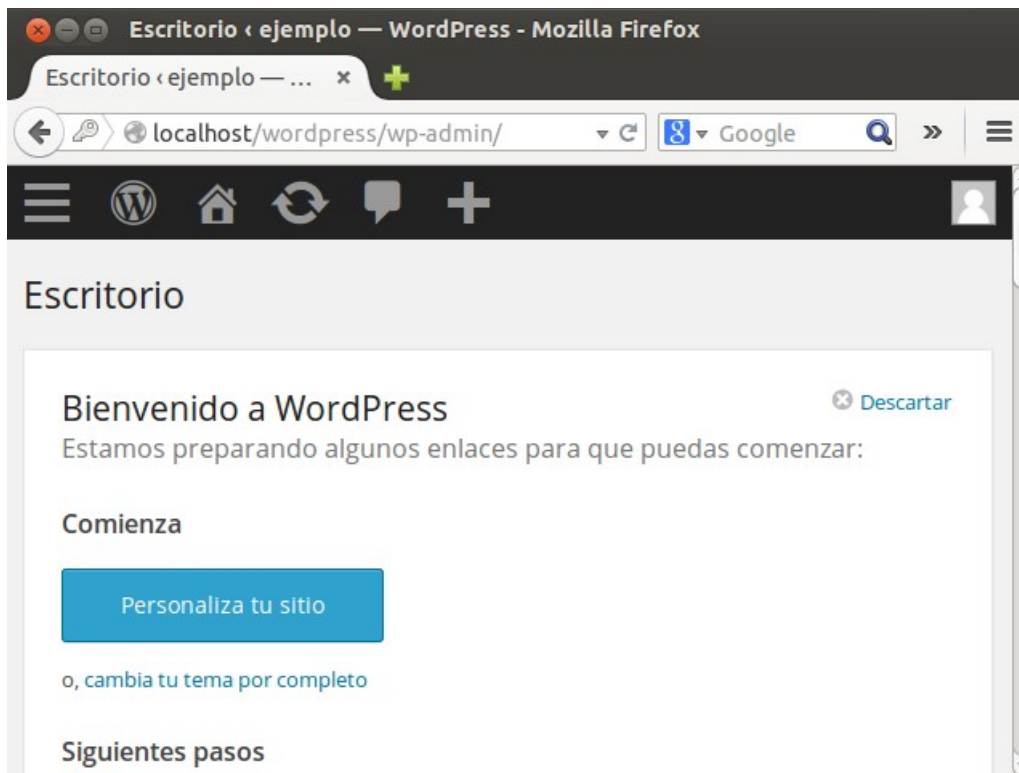 Escritorio ‹ ejemplo — WordPress - Mozilla Firefox
Escritorio ‹ ejemplo — ...
localhost/wordpress/wp-admin/
8 Google
Escritorio
Bienvenido a WordPress
Descartar
Estamos preparando algunos enlaces para que puedas comenzar:
Comienza
Personaliza tu sitio
o, cambia tu tema por completo
Siguientes pasos